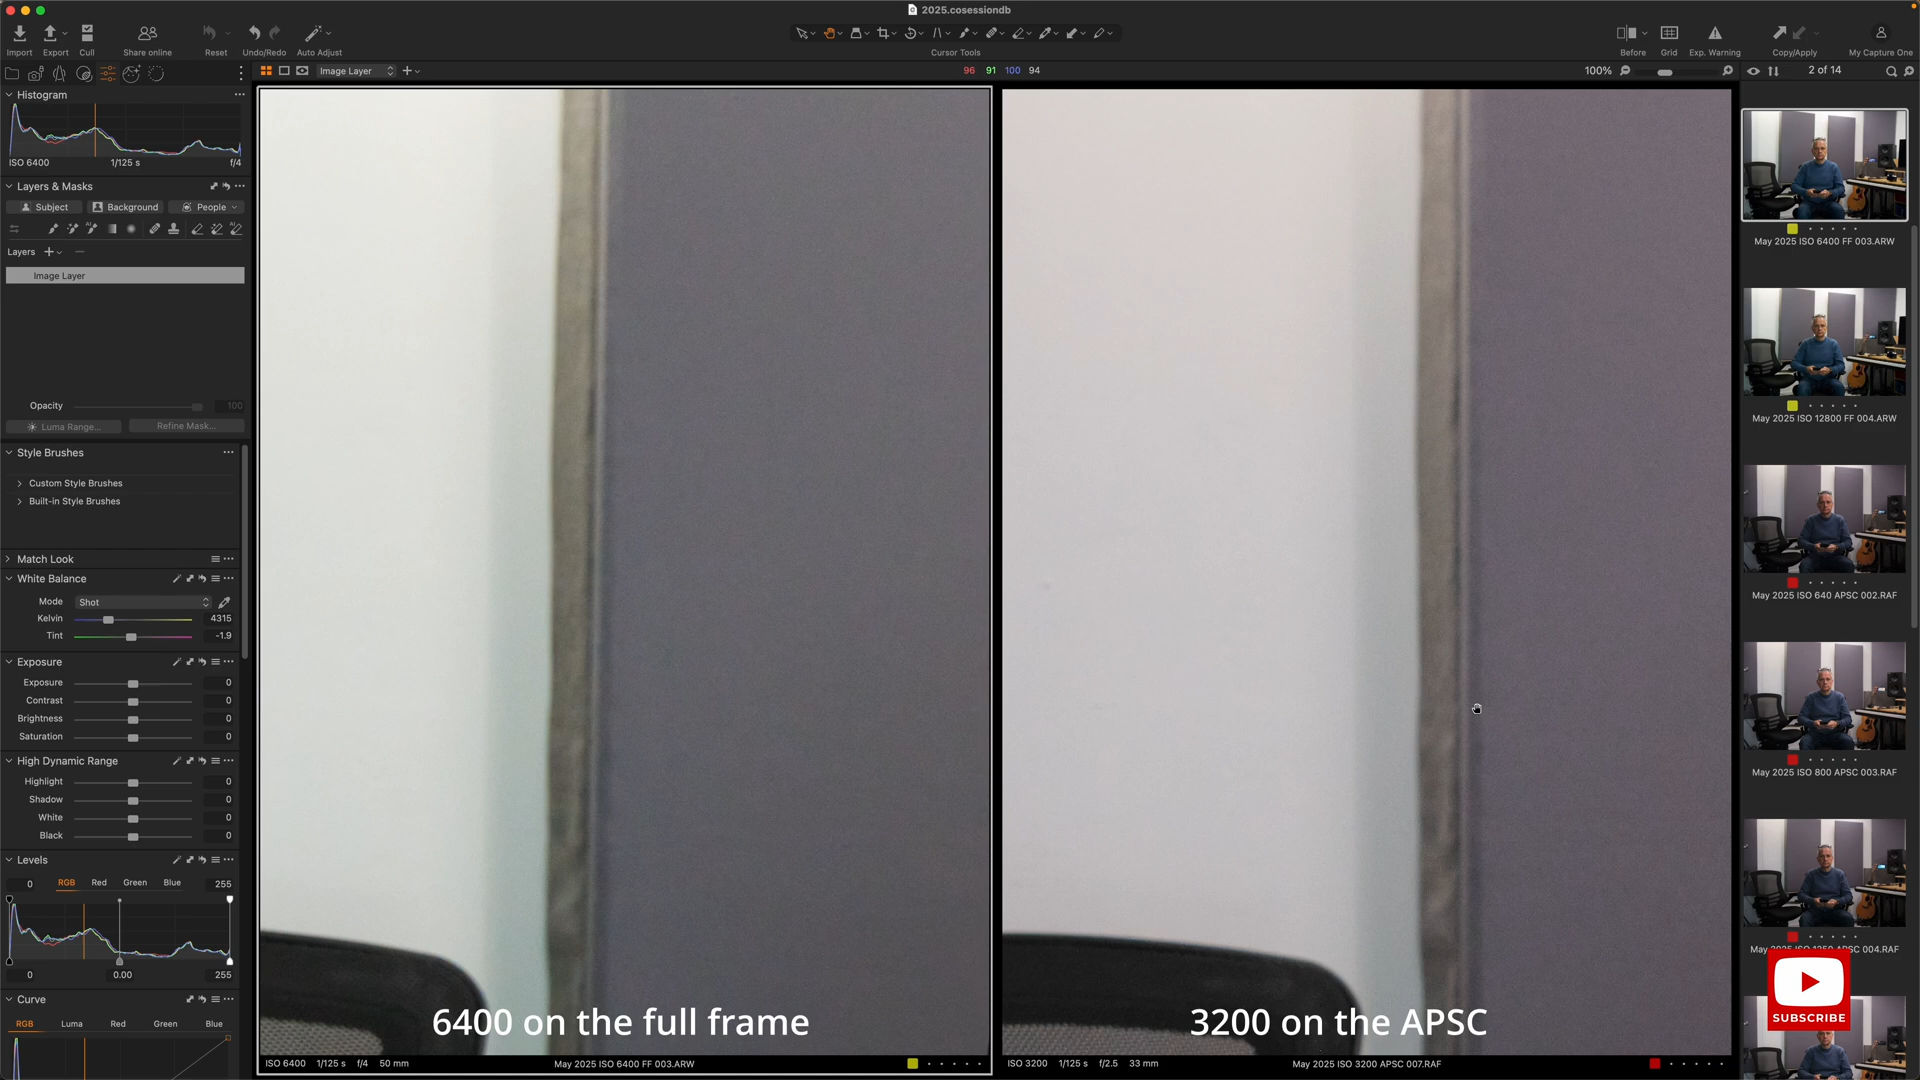 2025.cosessiondb
Import
Export
Cull
Share online
Reset
Undo/Redo
Auto Adjust
Cursor Tools
Before
Grid
Exp. Warning
Copy/Apply
My Capture One
Image Layer
96 91 100 94
100%
2 of 14
Histogram
ISO 6400 1/125 s f/4
Layers & Masks
Subject Background People
Layers
Image Layer
Opacity 100
Luma Range... Refine Mask...
Style Brushes
Custom Style Brushes
Built-in Style Brushes
Match Look
White Balance
Mode Shot
Kelvin 4315
Tint -1.9
Exposure
Exposure 0
Contrast 0
Brightness 0
Saturation 0
High Dynamic Range
Highlight 0
Shadow 0
White 0
Black 0
Levels
0 RGB Red Green Blue 255
0 0.00 255
Curve
RGB Luma Red Green Blue
6400 on the full frame
ISO 6400 1/125 s f/4 50 mm May 2025 ISO 6400 FF 003.ARW
3200 on the APSC
ISO 3200 1/125 s f/2.5 33 mm May 2025 ISO 3200 APSC 007.RAF
May 2025 ISO 6400 FF 003.ARW
May 2025 ISO 12800 FF 004.ARW
May 2025 ISO 640 APSC 002.RAF
May 2025 ISO 800 APSC 003.RAF
May 2025 ISO 1250 APSC 004.RAF
SUBSCRIBE